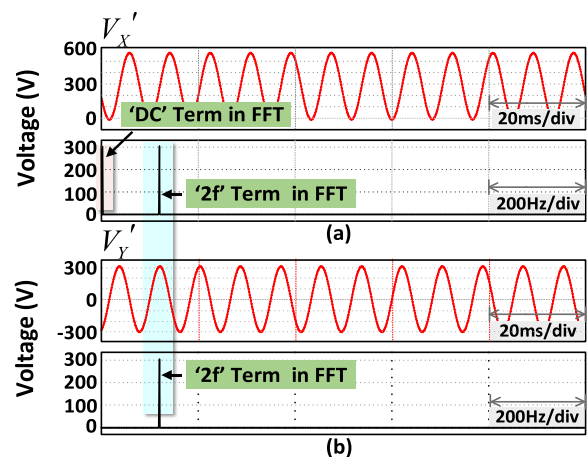 V_X'
600
300
0
Voltage (V)
'DC' Term in FFT
20ms/div
300
200
100
0
'2f' Term in FFT
200Hz/div
(a)
V_Y'
300
0
-300
Voltage (V)
20ms/div
300
200
100
0
'2f' Term in FFT
200Hz/div
(b)